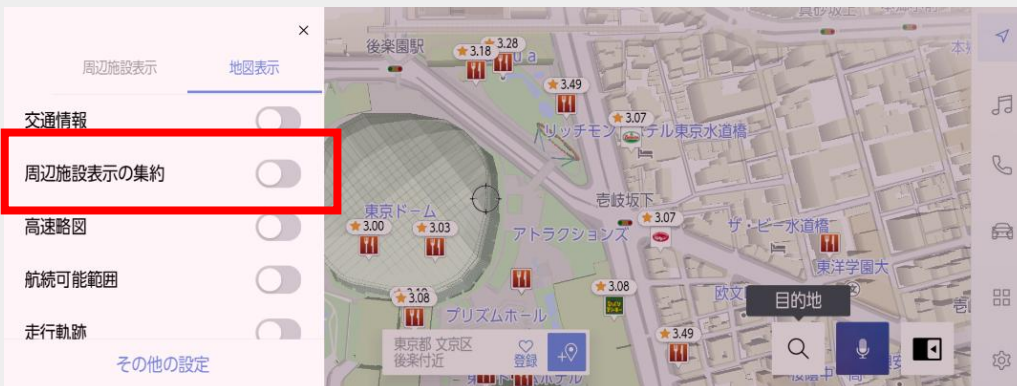 ×
周辺施設表示
地図表示
交通情報
周辺施設表示の集約
高速略図
航続可能範囲
走行軌跡
その他の設定
後楽園駅
3.18
3.28
3.49
3.07
リッチモン
テル東京水道橋
壱岐坂下
東京ドーム
3.00
3.03
アトラクションズ
3.07
ザ・ビー水道橋
東洋学園大
3.08
プリズムホール
3.08
欧文
目的地
東京都 文京区
後楽付近
登録
3.49